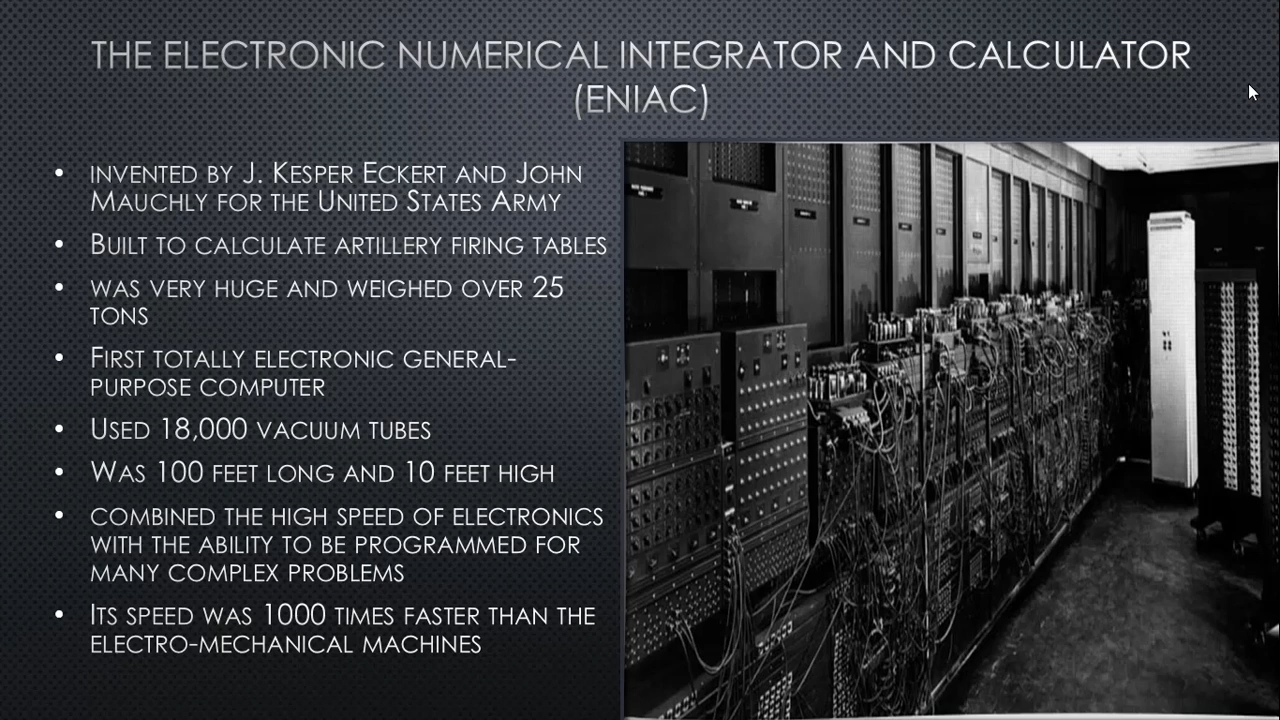 THE ELECTRONIC NUMERICAL INTEGRATOR AND CALCULATOR
(ENIAC)
• INVENTED BY J. KESPER ECKERT AND JOHN
MAUCHLY FOR THE UNITED STATES ARMY
• BUILT TO CALCULATE ARTILLERY FIRING TABLES
• WAS VERY HUGE AND WEIGHED OVER 25
TONS
• FIRST TOTALLY ELECTRONIC GENERAL-
PURPOSE COMPUTER
• USED 18,000 VACUUM TUBES
• WAS 100 FEET LONG AND 10 FEET HIGH
• COMBINED THE HIGH SPEED OF ELECTRONICS
WITH THE ABILITY TO BE PROGRAMMED FOR
MANY COMPLEX PROBLEMS
• ITS SPEED WAS 1000 TIMES FASTER THAN THE
ELECTRO-MECHANICAL MACHINES